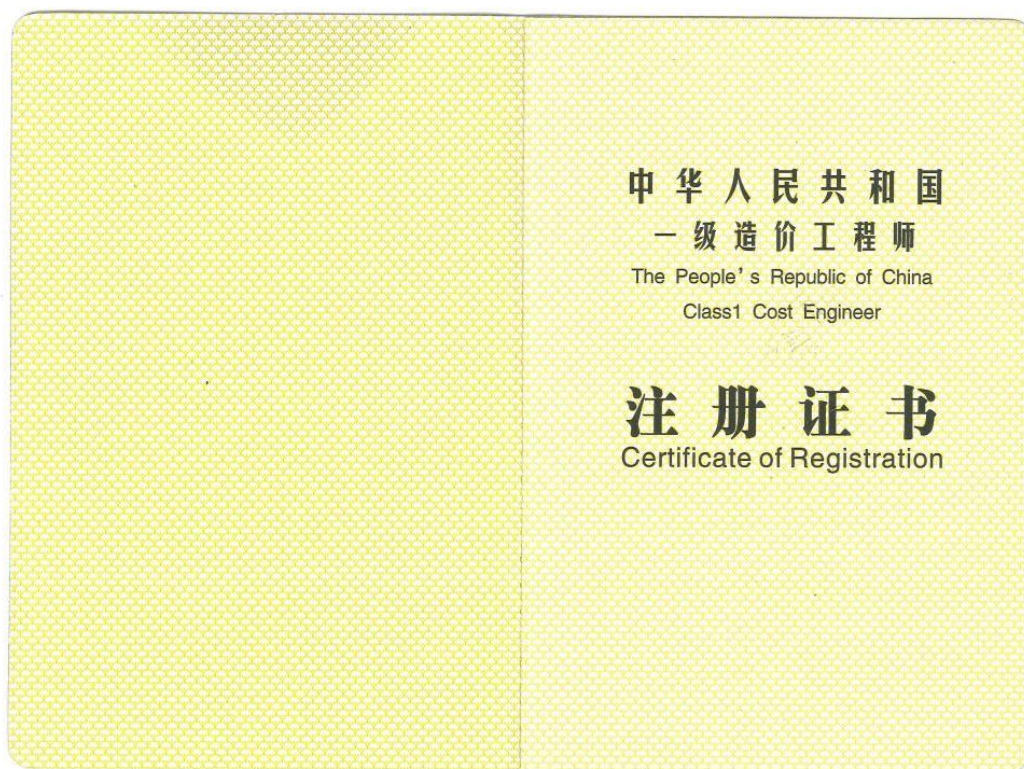 中华人民共和国
一级造价工程师
The People's Republic of China
Class1 Cost Engineer
注册证书
Certificate of Registration